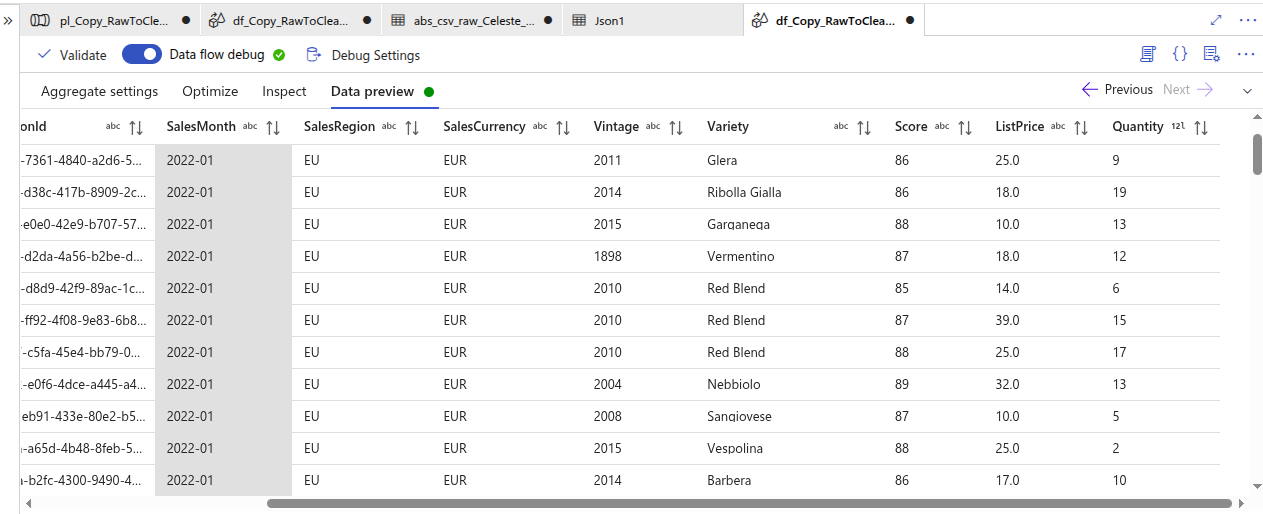 pl_Copy_RawToCle... df_Copy_RawToClea... abs_csv_raw_Celeste_... Json1 df_Copy_RawToClea...
Validate Data flow debug Debug Settings
Aggregate settings Optimize Inspect Data preview Previous Next
onId abc SalesMonth abc SalesRegion abc SalesCurrency abc Vintage abc Variety abc Score abc ListPrice abc Quantity 12l
-7361-4840-a2d6-5... 2022-01 EU EUR 2011 Glera 86 25.0 9
-d38c-417b-8909-2c... 2022-01 EU EUR 2014 Ribolla Gialla 86 18.0 19
-e0e0-42e9-b707-57... 2022-01 EU EUR 2015 Garganega 88 10.0 13
-d2da-4a56-b2be-d... 2022-01 EU EUR 1898 Vermentino 87 18.0 12
-d8d9-42f9-89ac-1c... 2022-01 EU EUR 2010 Red Blend 85 14.0 6
-ff92-4f08-9e83-6b8... 2022-01 EU EUR 2010 Red Blend 87 39.0 15
-c5fa-45e4-bb79-0... 2022-01 EU EUR 2010 Red Blend 88 25.0 17
-e0f6-4dce-a445-a4... 2022-01 EU EUR 2004 Nebbiolo 89 32.0 13
eb91-433e-80e2-b5... 2022-01 EU EUR 2008 Sangiovese 87 10.0 5
-a65d-4b48-8feb-5... 2022-01 EU EUR 2015 Vespolina 88 25.0 2
-b2fc-4300-9490-4... 2022-01 EU EUR 2014 Barbera 86 17.0 10